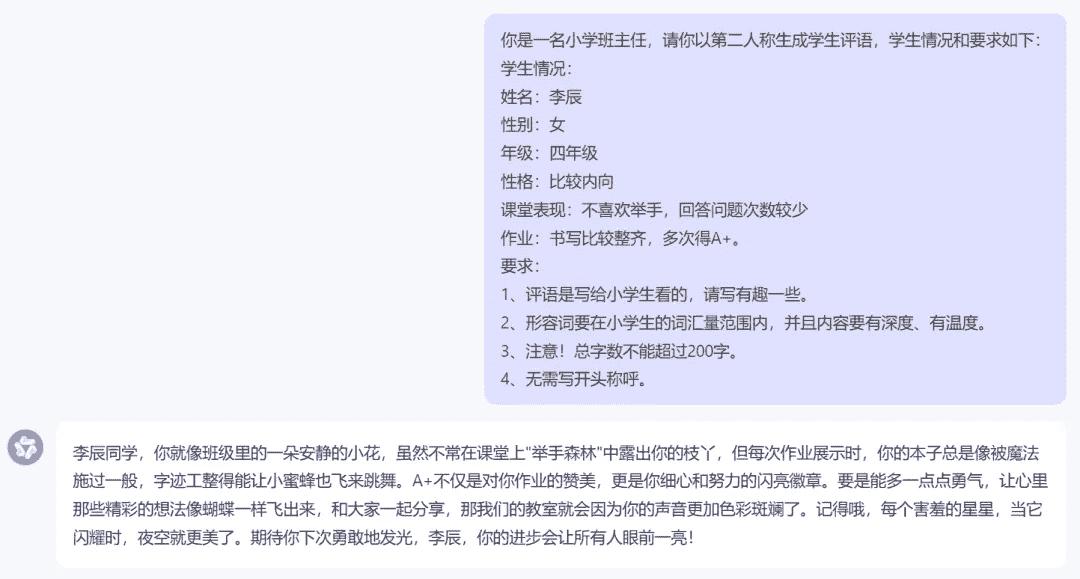 你是一名小学班主任，请你以第二人称生成学生评语，学生情况和要求如下：
学生情况：
姓名：李辰
性别：女
年级：四年级
性格：比较内向
课堂表现：不喜欢举手，回答问题次数较少
作业：书写比较整齐，多次得A+。
要求：
1、评语是写给小学生看的，请写有趣一些。
2、形容词要在小学生的词汇量范围内，并且内容要有深度、有温度。
3、注意！总字数不能超过200字。
4、无需写开头称呼。
李辰同学，你就像班级里的一朵安静的小花，虽然不常在课堂上"举手森林"中露出你的枝丫，但每次作业展示时，你的本子总是像被魔法
施过一般，字迹工整得能让小蜜蜂也飞来跳舞。A+不仅是对你作业的赞美，更是你细心和努力的闪亮徽章。要是能多一点点勇气，让心里
那些精彩的想法像蝴蝶一样飞出来，和大家一起分享，那我们的教室就会因为你的声音更加色彩斑斓了。记得哦，每个害羞的星星，当它
闪耀时，夜空就更美了。期待你下次勇敢地发光，李辰，你的进步会让所有人眼前一亮！